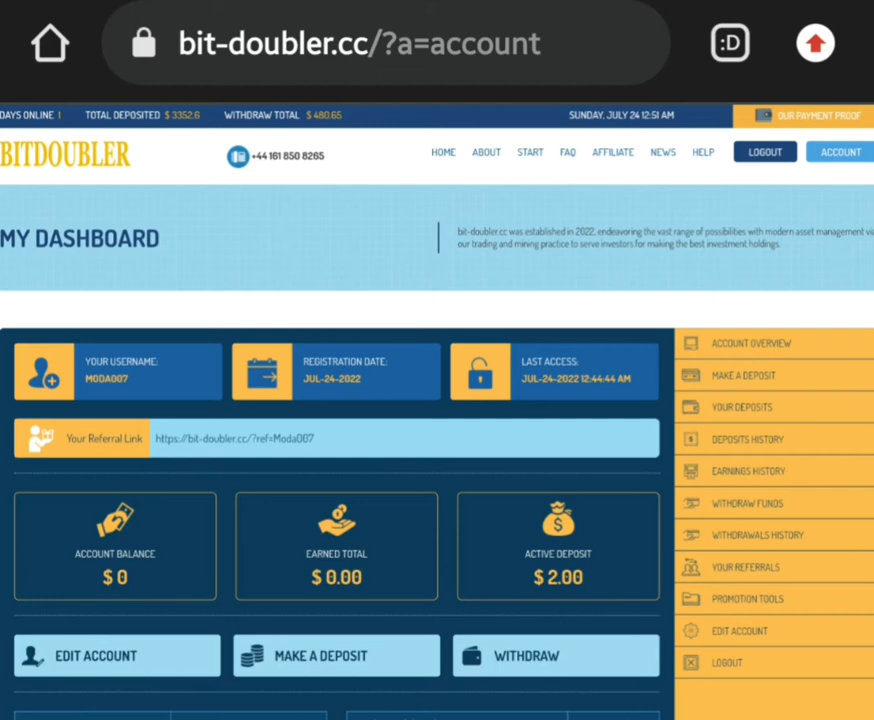 bit-doubler.cc/?a=account
:D
DAYS ONLINE 1 TOTAL DEPOSITED $ 3352.6 WITHDRAW TOTAL $ 480.65 SUNDAY, JULY 24 12:51 AM OUR PAYMENT PROOF
BITDOUBLER
+44 161 850 8265
HOME ABOUT START FAQ AFFILIATE NEWS HELP LOGOUT ACCOUNT
MY DASHBOARD
bit-doubler.cc was established in 2022, endeavoring the vast range of possibilities with modern asset management via
our trading and mining practice to serve investors for making the best investment holdings.
YOUR USERNAME:
MODA007
REGISTRATION DATE:
JUL-24-2022
LAST ACCESS:
JUL-24-2022 12:44:44 AM
Your Referral Link https://bit-doubler.cc/?ref=Moda007
ACCOUNT BALANCE
$ 0
EARNED TOTAL
$ 0.00
ACTIVE DEPOSIT
$ 2.00
EDIT ACCOUNT
MAKE A DEPOSIT
WITHDRAW
ACCOUNT OVERVIEW
MAKE A DEPOSIT
YOUR DEPOSITS
DEPOSITS HISTORY
EARNINGS HISTORY
WITHDRAW FUNDS
WITHDRAWALS HISTORY
YOUR REFERRALS
PROMOTION TOOLS
EDIT ACCOUNT
LOGOUT